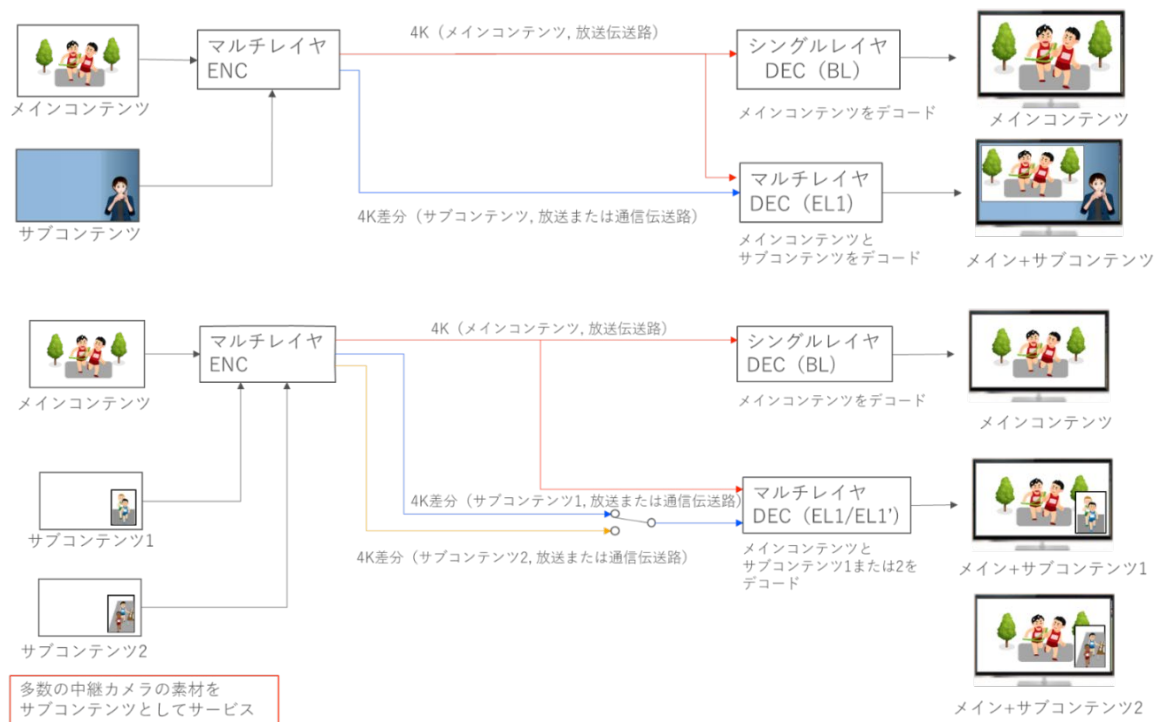 メインコンテンツ
マルチレイヤ
ENC
4K（メインコンテンツ, 放送伝送路）
シングルレイヤ
DEC（BL）
メインコンテンツをデコード
メインコンテンツ
サブコンテンツ
4K差分（サブコンテンツ, 放送または通信伝送路）
マルチレイヤ
DEC（EL1）
メインコンテンツと
サブコンテンツをデコード
メイン+サブコンテンツ
メインコンテンツ
マルチレイヤ
ENC
4K（メインコンテンツ, 放送伝送路）
シングルレイヤ
DEC（BL）
メインコンテンツをデコード
メインコンテンツ
サブコンテンツ1
サブコンテンツ2
4K差分（サブコンテンツ1, 放送または通信伝送路）
4K差分（サブコンテンツ2, 放送または通信伝送路）
マルチレイヤ
DEC（EL1/EL1'）
メインコンテンツと
サブコンテンツ1または2を
デコード
メイン+サブコンテンツ1
メイン+サブコンテンツ2
多数の中継カメラの素材を
サブコンテンツとしてサービス